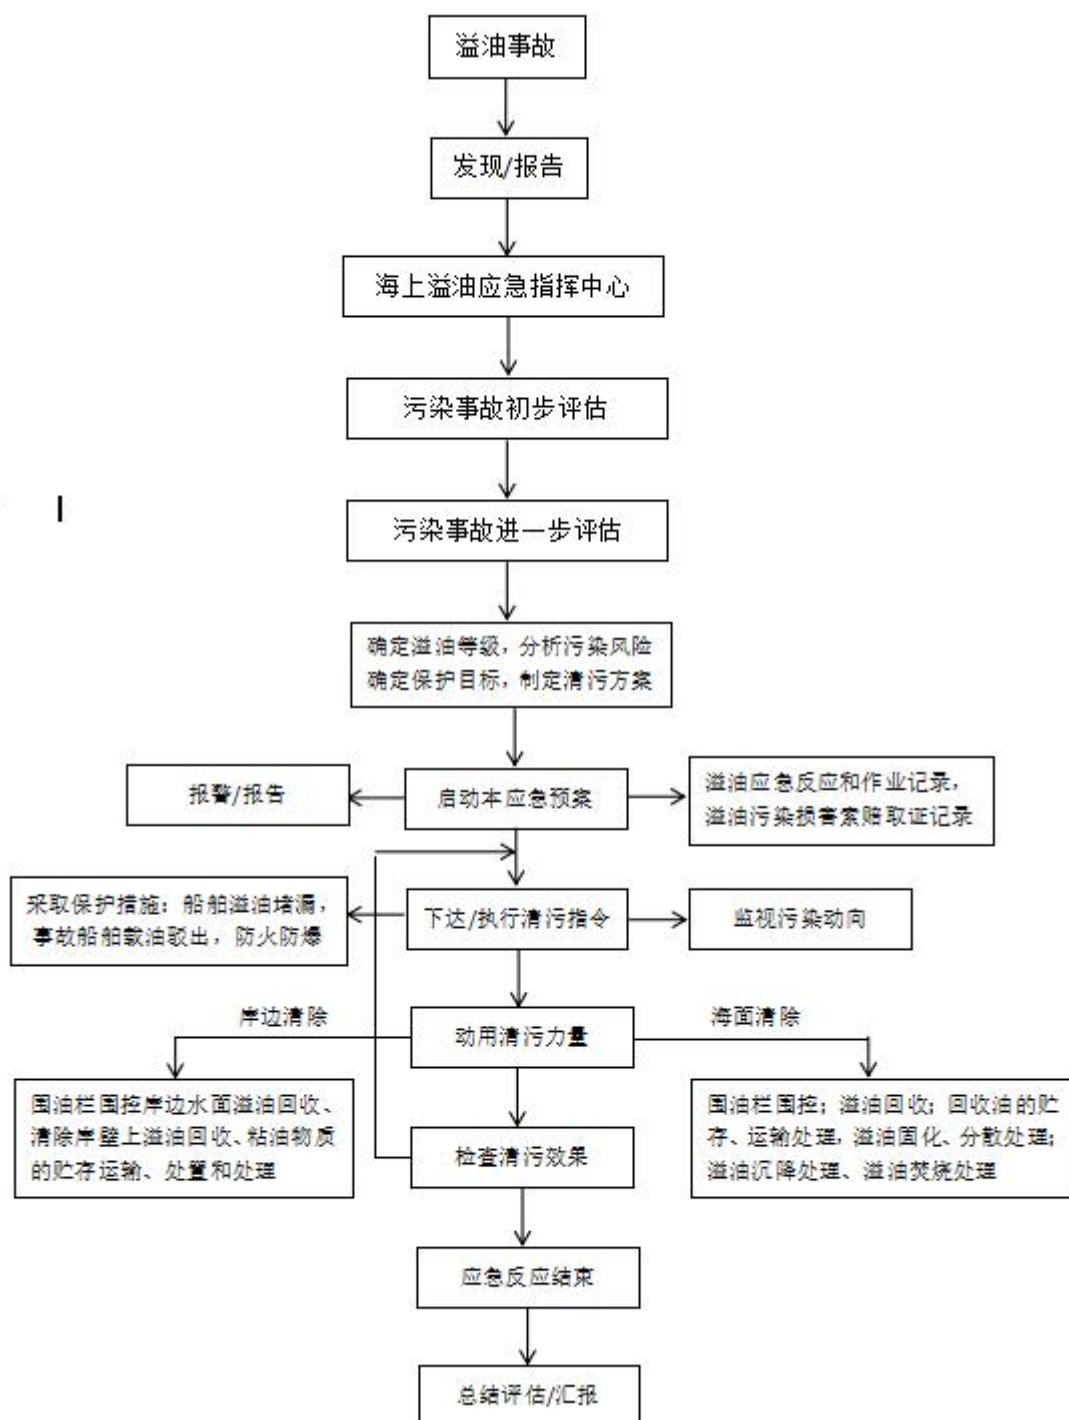 溢油事故
发现/报告
海上溢油应急指挥中心
污染事故初步评估
污染事故进一步评估
确定溢油等级，分析污染风险
确定保护目标，制定清污方案
报警/报告
启动本应急预案
溢油应急反应和作业记录，
溢油污染损害索赔取证记录
采取保护措施：船舶溢油堵漏，
事故船舶载油驳出，防火防爆
下达/执行清污指令
监视污染动向
岸边清除
动用清污力量
海面清除
围油栏围控岸边水面溢油回收、
清除岸壁上溢油回收、粘油物质
的贮存运输、处置和处理
检查清污效果
围油栏围控；溢油回收；回收油的贮
存、运输处理，溢油固化、分散处理；
溢油沉降处理、溢油焚烧处理
应急反应结束
总结评估/汇报